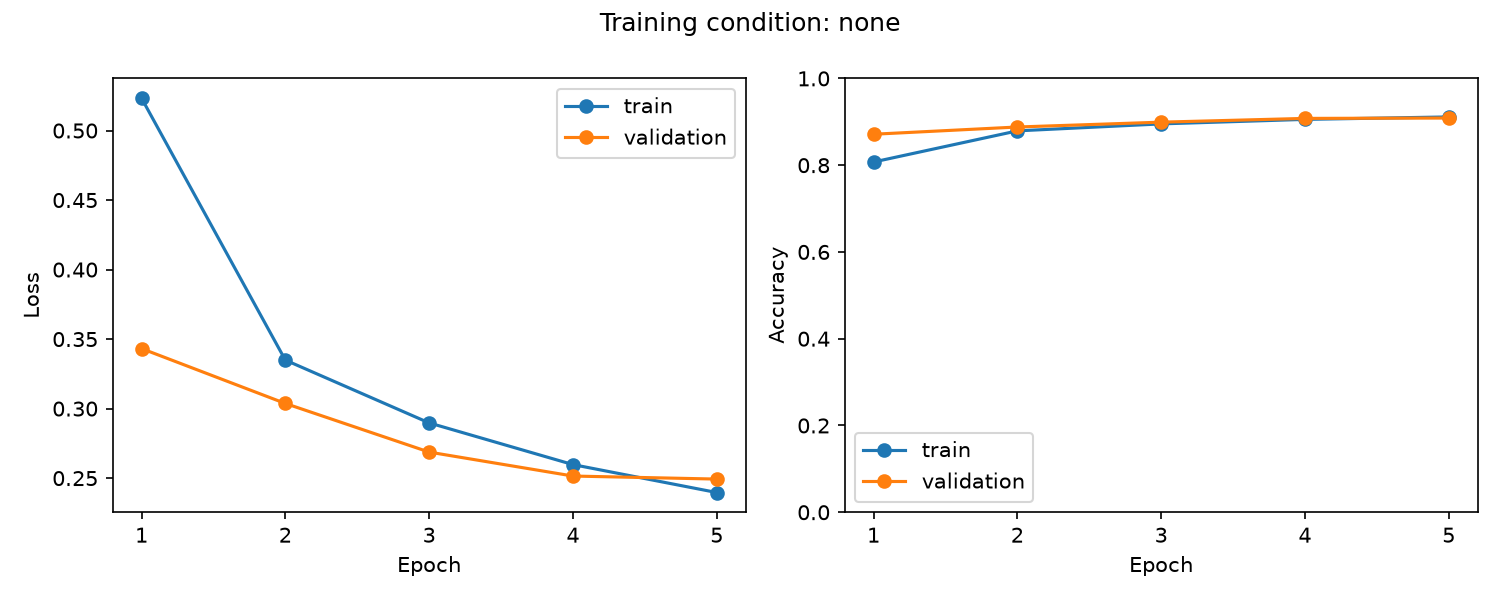 Training condition: none
Loss
0.50
0.45
0.40
0.35
0.30
0.25
train
validation
1 2 3 4 5
Epoch
Accuracy
1.0
0.8
0.6
0.4
0.2
0.0
train
validation
1 2 3 4 5
Epoch